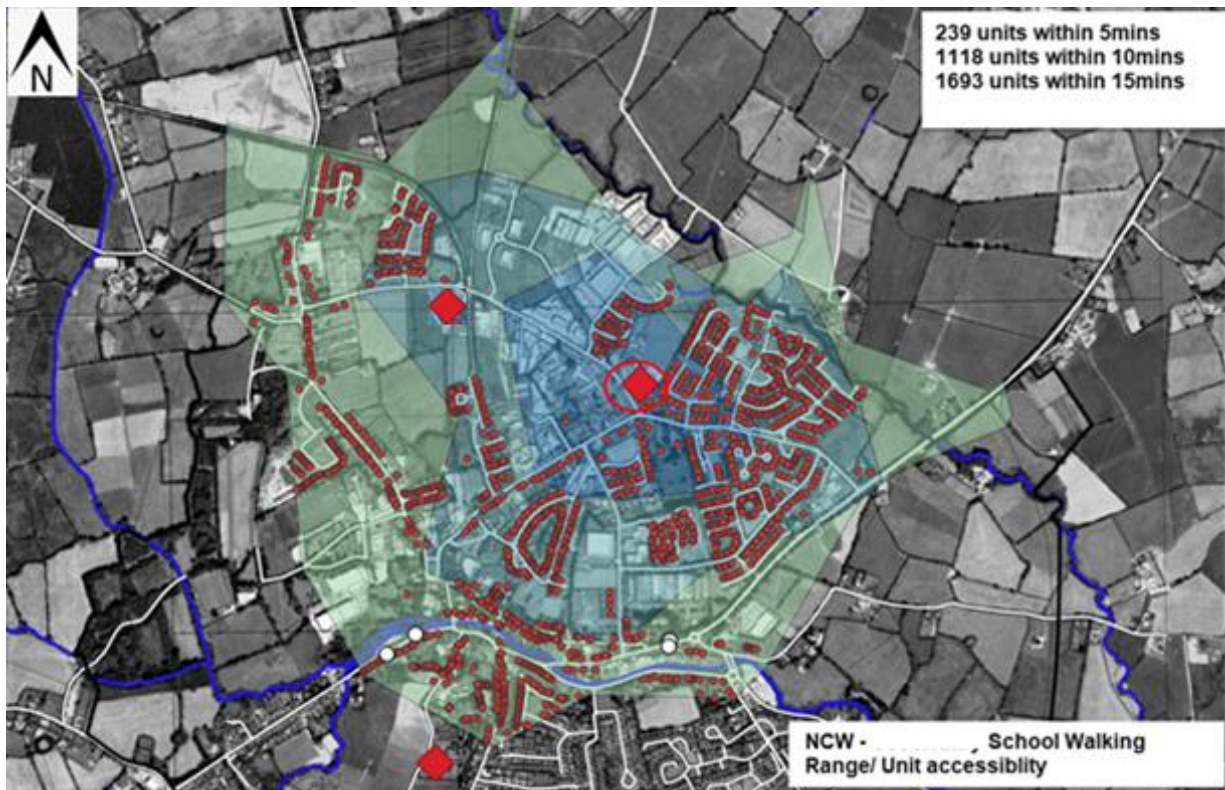 N
239 units within 5mins
1118 units within 10mins
1693 units within 15mins
NCW - School Walking
Range/ Unit accessiblity